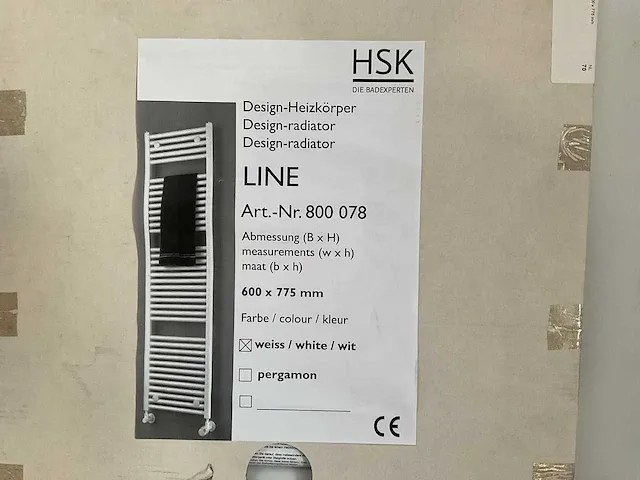 HSK
DIE BADEXPERTEN
Design-Heizkörper
Design-radiator
Design-radiator
LINE
Art.-Nr. 800 078
Abmessung (B x H)
measurements (w x h)
maat (b x h)
600 x 775 mm
Farbe / colour / kleur
weiss / white / wit
pergamon
CE
70